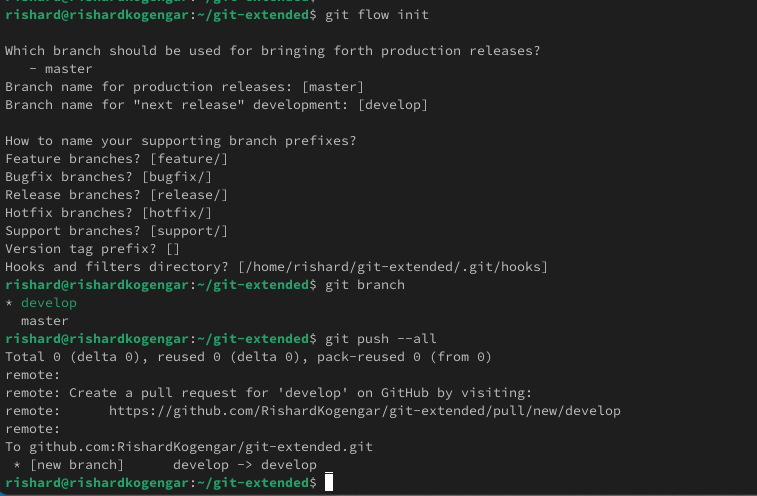 rishard@rishardkogengar:~/git-extended$ git flow init

Which branch should be used for bringing forth production releases?
   - master
Branch name for production releases: [master]
Branch name for "next release" development: [develop]

How to name your supporting branch prefixes?
Feature branches? [feature/]
Bugfix branches? [bugfix/]
Release branches? [release/]
Hotfix branches? [hotfix/]
Support branches? [support/]
Version tag prefix? []
Hooks and filters directory? [/home/rishard/git-extended/.git/hooks]
rishard@rishardkogengar:~/git-extended$ git branch
* develop
  master
rishard@rishardkogengar:~/git-extended$ git push --all
Total 0 (delta 0), reused 0 (delta 0), pack-reused 0 (from 0)
remote:
remote: Create a pull request for 'develop' on GitHub by visiting:
remote:      https://github.com/RishardKogengar/git-extended/pull/new/develop
remote:
To github.com:RishardKogengar/git-extended.git
 * [new branch]      develop -> develop
rishard@rishardkogengar:~/git-extended$